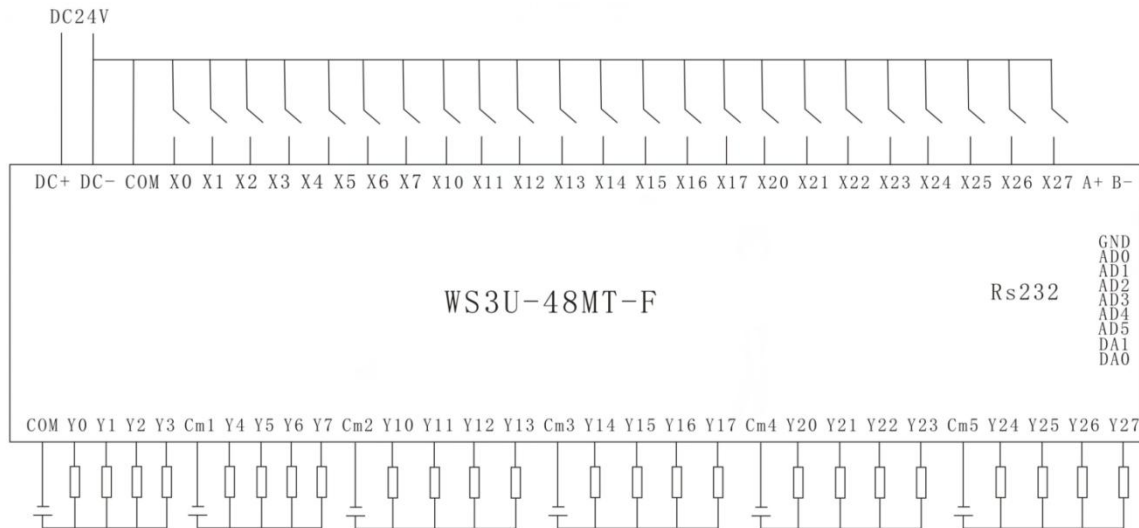 DC24V
DC+ DC- COM X0 X1 X2 X3 X4 X5 X6 X7 X10 X11 X12 X13 X14 X15 X16 X17 X20 X21 X22 X23 X24 X25 X26 X27 A+ B-
GND
AD0
AD1
AD2
AD3
AD4
AD5
DA1
DA0
WS3U-48MT-F
Rs232
COM Y0 Y1 Y2 Y3 Cm1 Y4 Y5 Y6 Y7 Cm2 Y10 Y11 Y12 Y13 Cm3 Y14 Y15 Y16 Y17 Cm4 Y20 Y21 Y22 Y23 Cm5 Y24 Y25 Y26 Y27